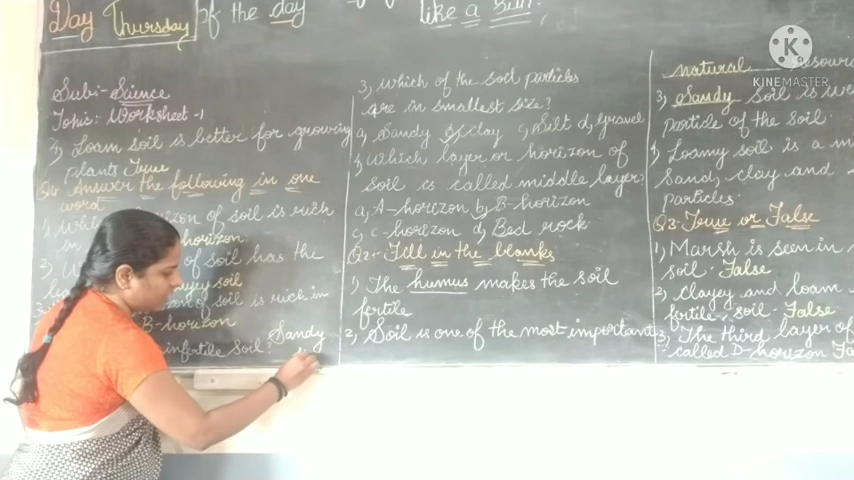 Day Thursday of the day
like a sun.
Sub:- Science
Topic: Worksheet -1
Loam soil is better for growing
plants True
Answer the following in one
word
horizon of soil is rich
in horizon.
of soil has the
clayey soil
of soil is rich in
B-horizon
infertile soil? Sandy
3, which of the soil particles
are in smallest size?
a, Sandy b, clay c, Silt d, gravel
Which layer or horizon of
soil is called middle layer?
a, A-horizon b, B-horizon
c, C-horizon d, Bed rock
Q2:- Fill in the blanks
1) The humus makes the soil
fertile
2, Soil is one of the most important
natural
3, Sandy soil is
particle of the soil.
Loamy soil is a
sand, clay and
particles.
Q3- True or False
1) Marsh is seen in
soil. False
2, clayey and loam
fertile soil. False
3, The third layer of
called D-horizon
K
KINEMASTER